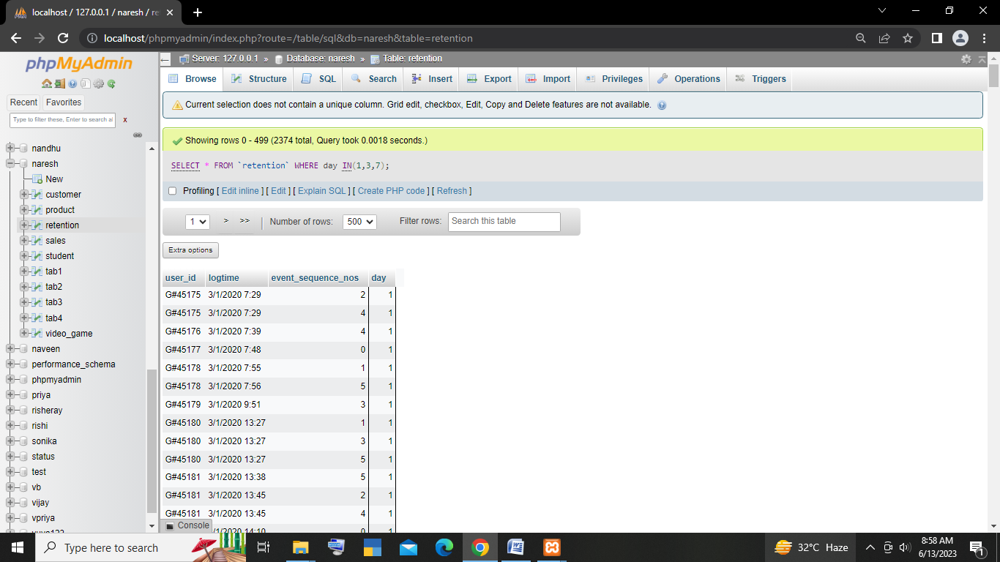 localhost / 127.0.0.1 / naresh / re
localhost/phpmyadmin/index.php?route=/table/sql&db=naresh&table=retention
phpMyAdmin
Recent Favorites
Type to filter these, Enter to search al x
nandhu
naresh
New
customer
product
retention
sales
student
tab1
tab2
tab3
tab4
video_game
naveen
performance_schema
phpmyadmin
priya
risheray
rishi
sonika
status
test
vb
vijay
vpriya
Server: 127.0.0.1 » Database: naresh » Table: retention
Browse Structure SQL Search Insert Export Import Privileges Operations Triggers
Current selection does not contain a unique column. Grid edit, checkbox, Edit, Copy and Delete features are not available.
Showing rows 0 - 499 (2374 total, Query took 0.0018 seconds.)
SELECT * FROM `retention` WHERE day IN(1,3,7);
Profiling [ Edit inline ] [ Edit ] [ Explain SQL ] [ Create PHP code ] [ Refresh ]
1 > >> | Number of rows: 500 Filter rows: Search this table
Extra options
user_id logtime event_sequence_nos day
G#45175 3/1/2020 7:29 2 1
G#45175 3/1/2020 7:29 4 1
G#45176 3/1/2020 7:39 4 1
G#45177 3/1/2020 7:48 0 1
G#45178 3/1/2020 7:55 1 1
G#45178 3/1/2020 7:56 5 1
G#45179 3/1/2020 9:51 3 1
G#45180 3/1/2020 13:27 1 1
G#45180 3/1/2020 13:27 3 1
G#45180 3/1/2020 13:27 5 1
G#45181 3/1/2020 13:38 5 1
G#45181 3/1/2020 13:45 2 1
G#45181 3/1/2020 13:45 4 1
/1/2020 14:10 0 1
Console
Type here to search
32°C Haze
8:58 AM
6/13/2023
1